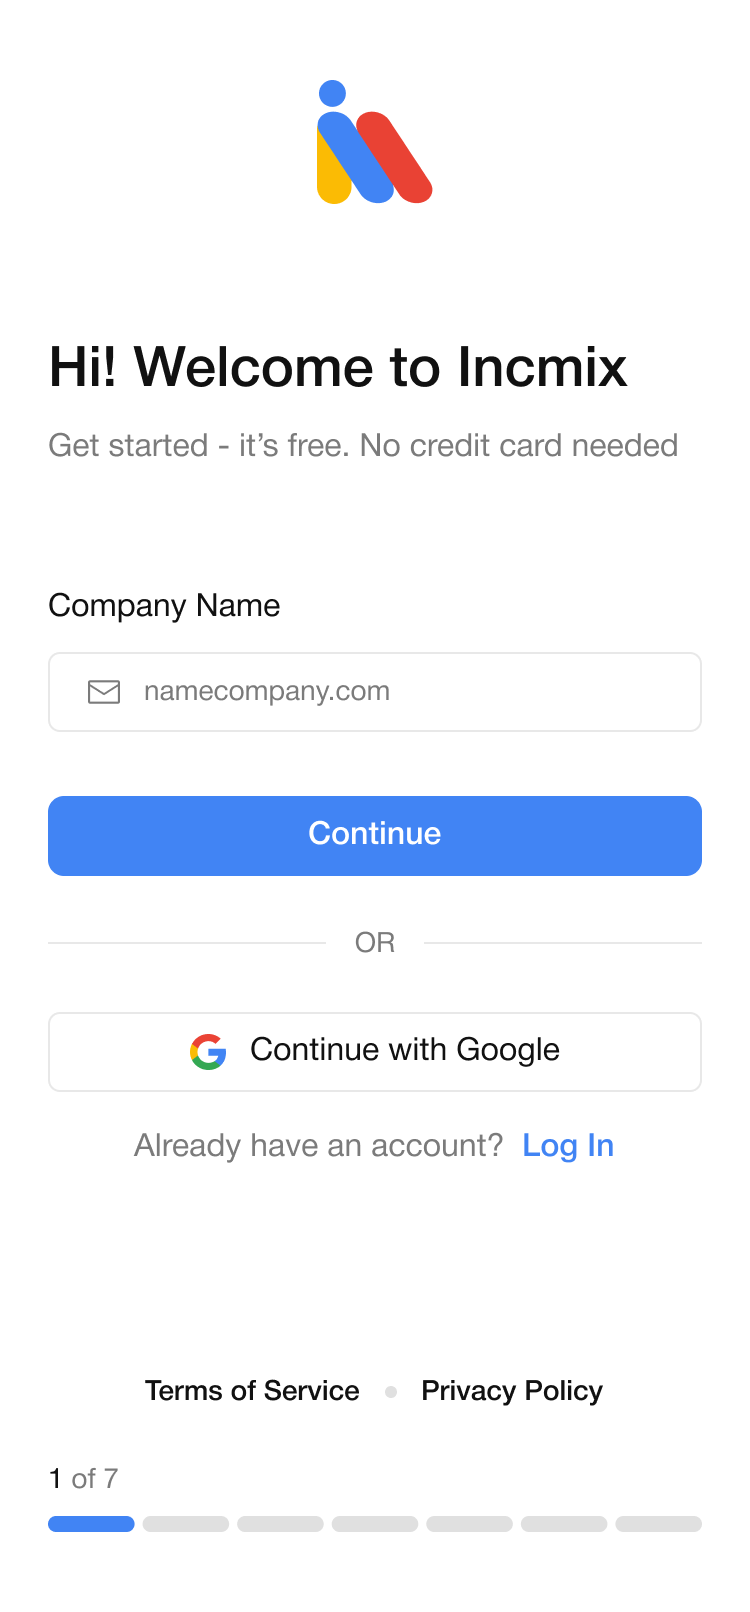 Hi! Welcome to Incmix
Get started - it’s free. No credit card needed
Company Name
namecompany.com
Continue
OR
Continue with Google
Already have an account? Log In
Terms of Service
Privacy Policy
1 of 7